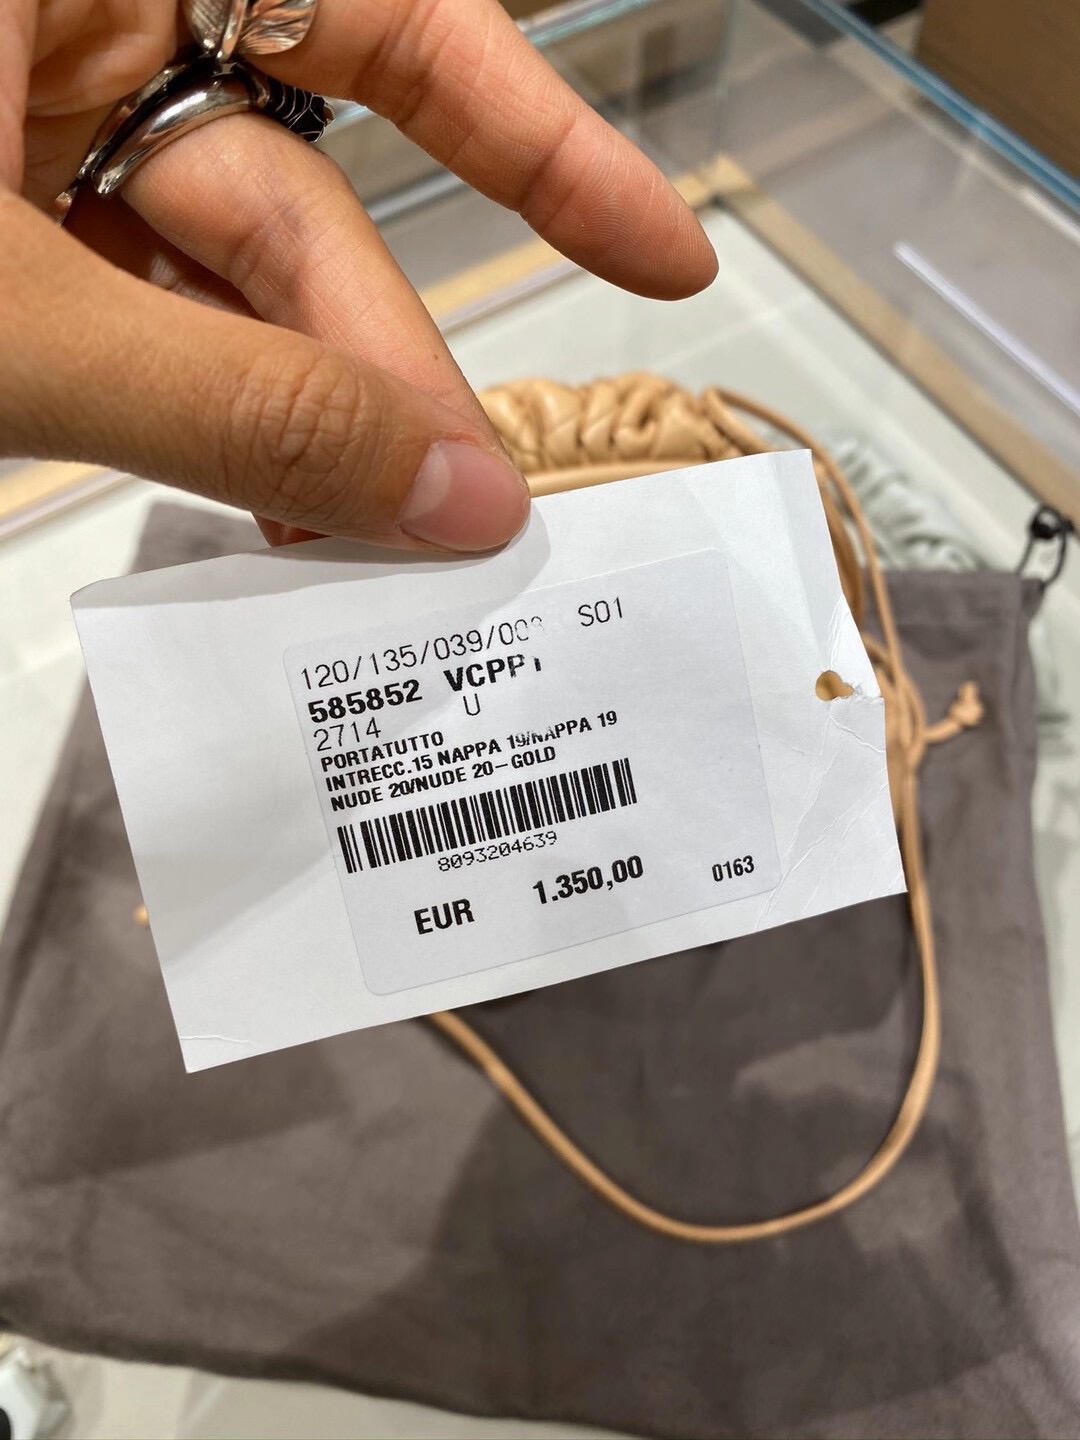 120/135/039/00 S01
585852 VCPP1
2714 U
PORTATUTTO
INTRECC.15 NAPPA 19/NAPPA 19
NUDE 20/NUDE 20-GOLD
8093204639
EUR 1.350,00 0163